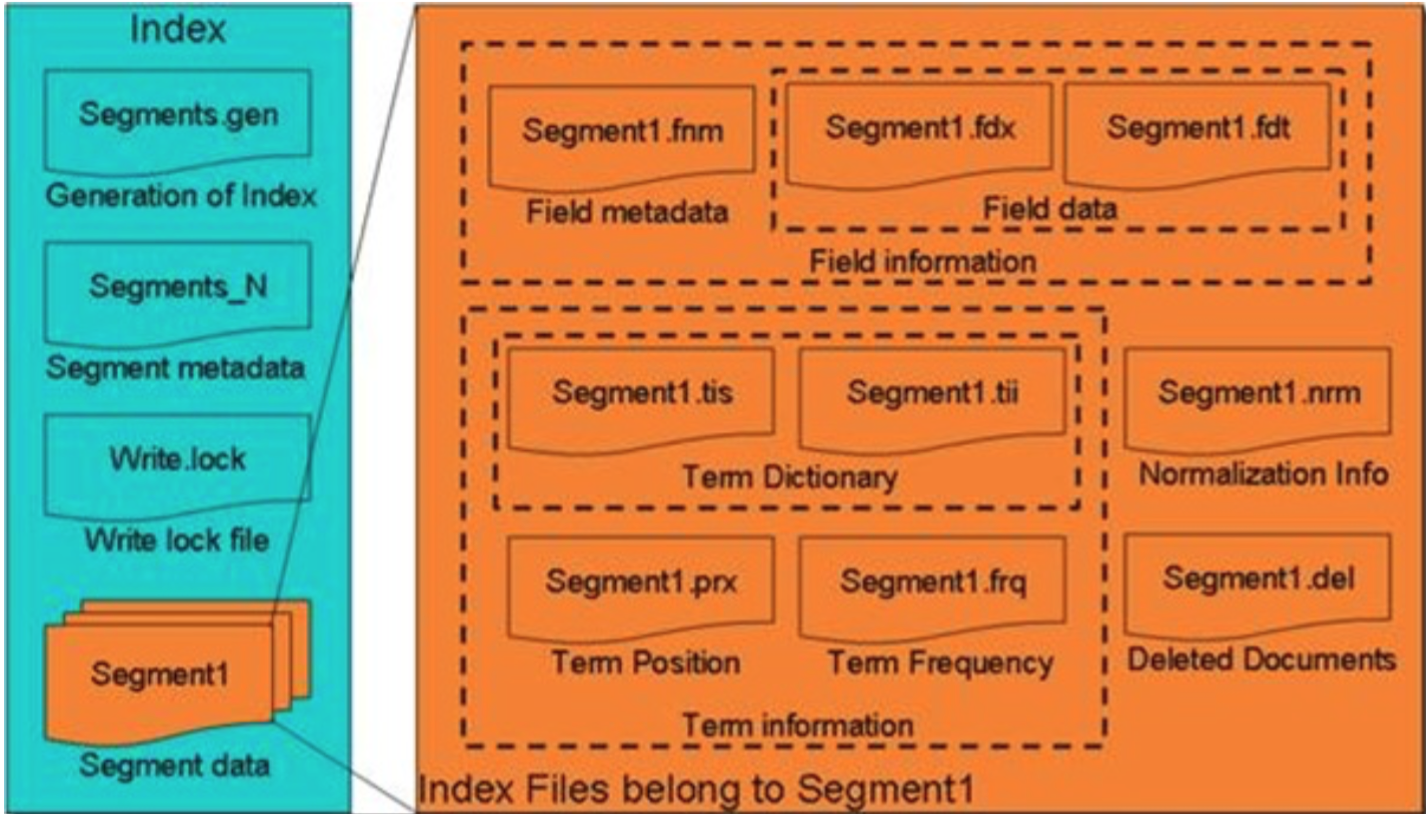 Index
Segments.gen
Generation of Index
Segments_N
Segment metadata
Write.lock
Write lock file
Segment1
Segment data
Segment1.fnm
Field metadata
Segment1.fdx
Segment1.fdt
Field data
Field information
Segment1.tis
Segment1.tii
Term Dictionary
Segment1.prx
Term Position
Segment1.frq
Term Frequency
Term information
Segment1.nrm
Normalization Info
Segment1.del
Deleted Documents
Index Files belong to Segment1